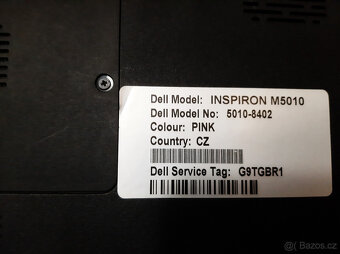 Dell Model: INSPIRON M5010
Dell Model No: 5010-8402
Colour: PINK
Country: CZ
Dell Service Tag: G9TGBR1
Bazos.cz